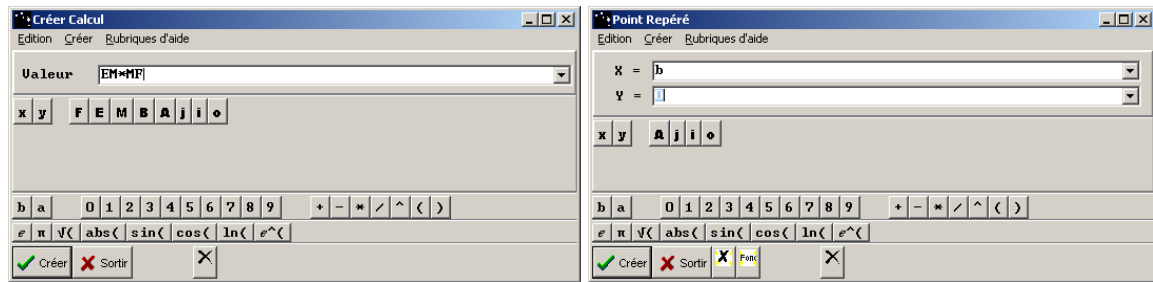 Créer Calcul
Edition Créer Rubriques d'aide
Valeur EM*MF
x y F E M B A j i o
b a 0 1 2 3 4 5 6 7 8 9 + - * / ^ ( )
e π √( abs( sin( cos( ln( e^(
Créer Sortir X
Point Repéré
Edition Créer Rubriques d'aide
X = b
Y =
x y A j i o
b a 0 1 2 3 4 5 6 7 8 9 + - * / ^ ( )
e π √( abs( sin( cos( ln( e^(
Créer Sortir X Fonc X